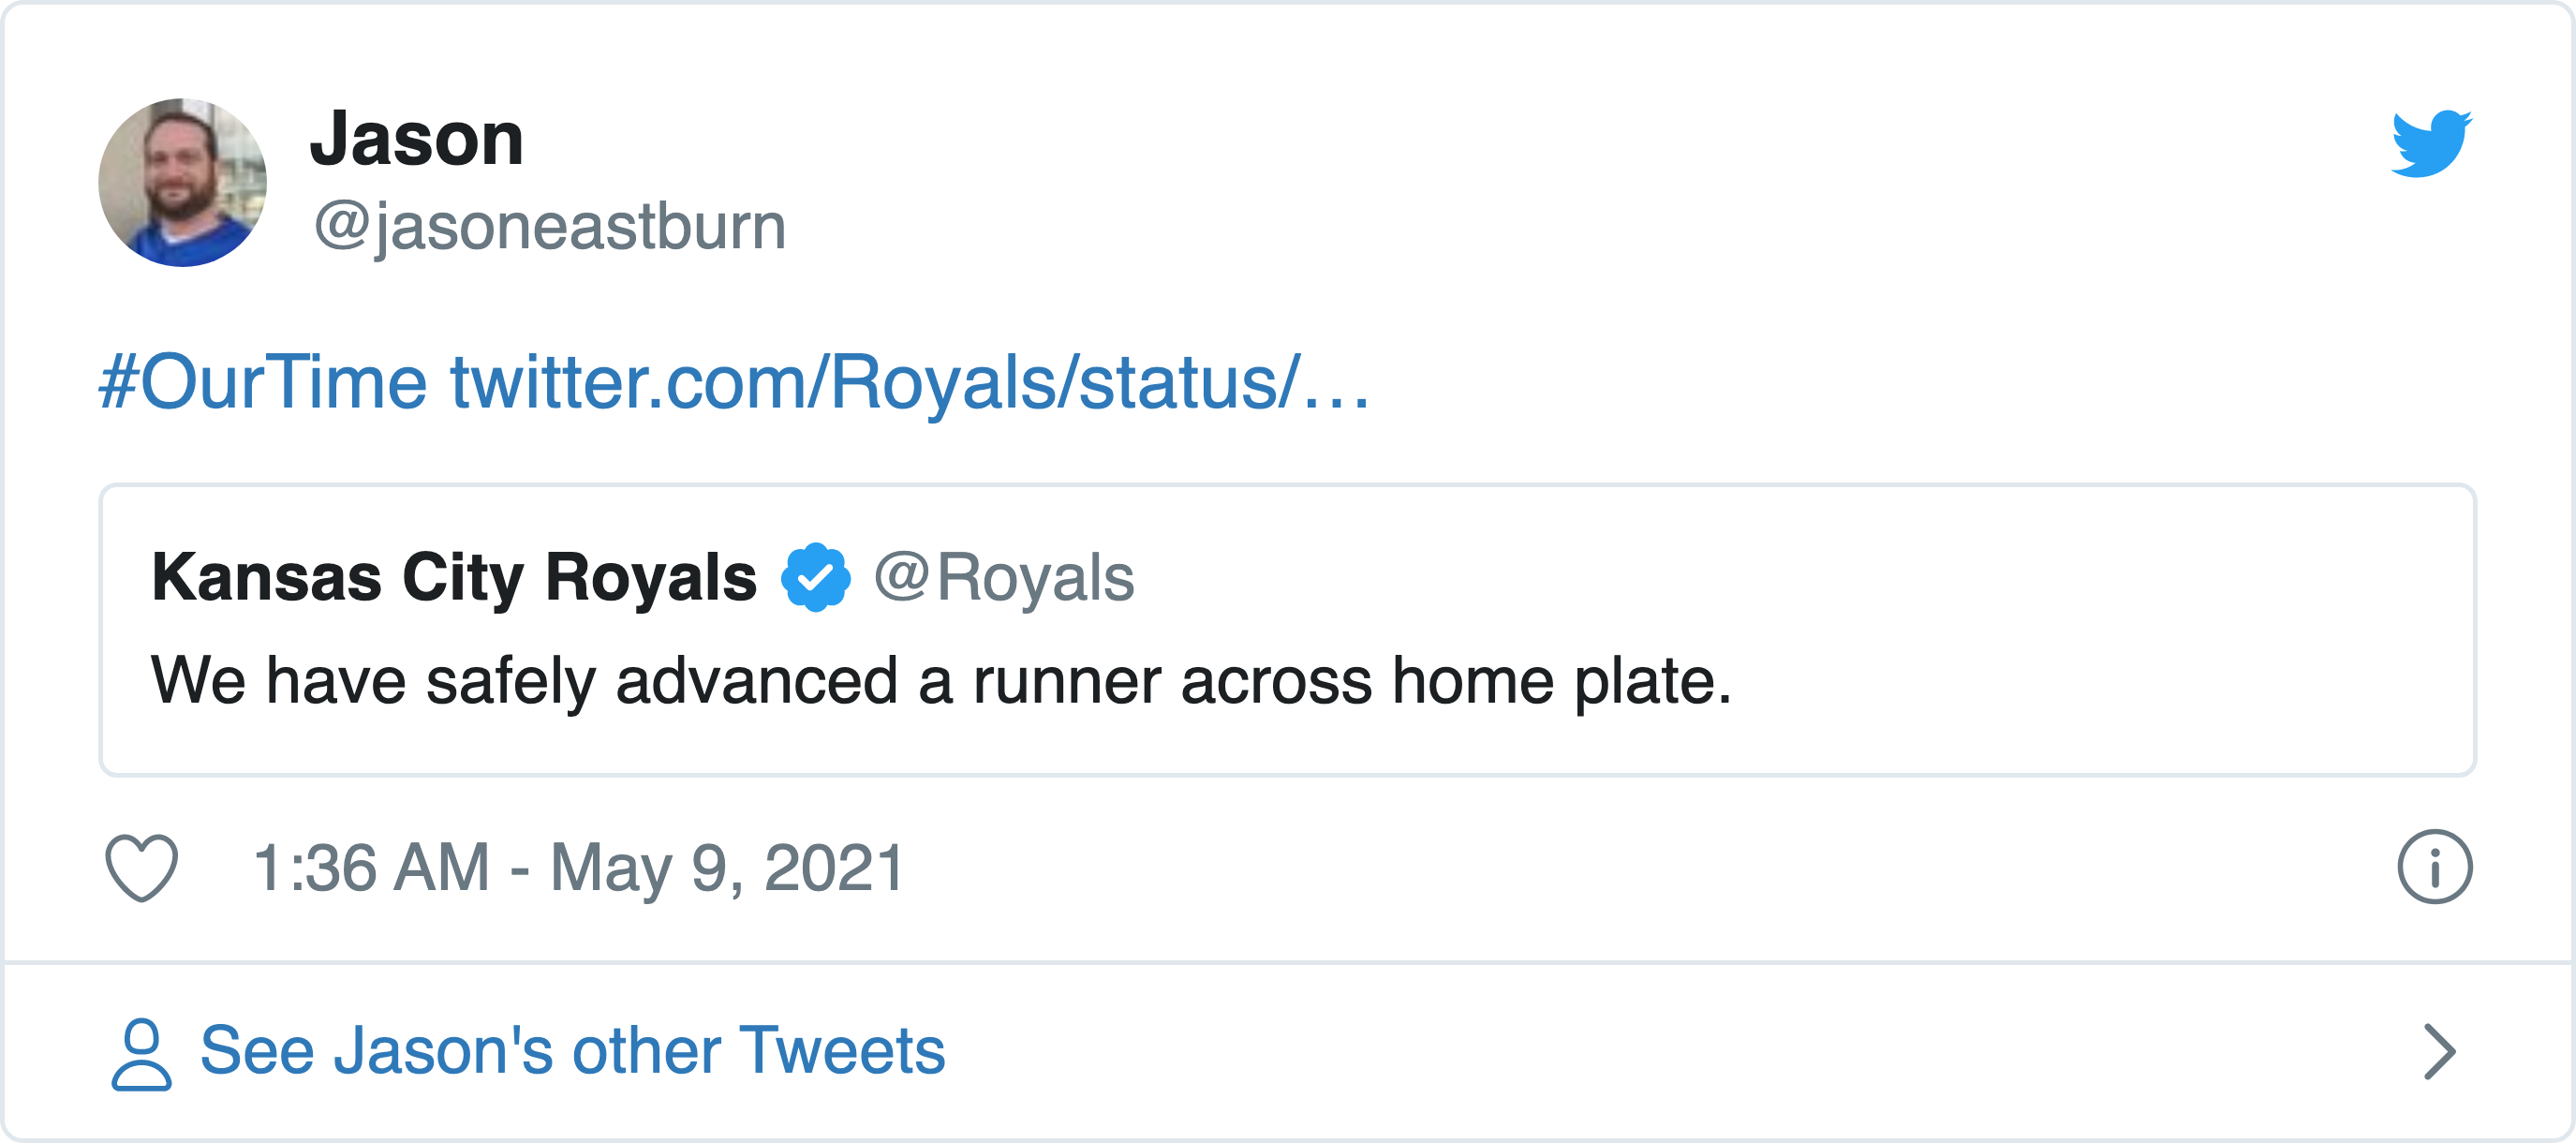 Jason
@jasoneastburn
#OurTime twitter.com/Royals/status/…
Kansas City Royals @Royals
We have safely advanced a runner across home plate.
1:36 AM - May 9, 2021
See Jason's other Tweets